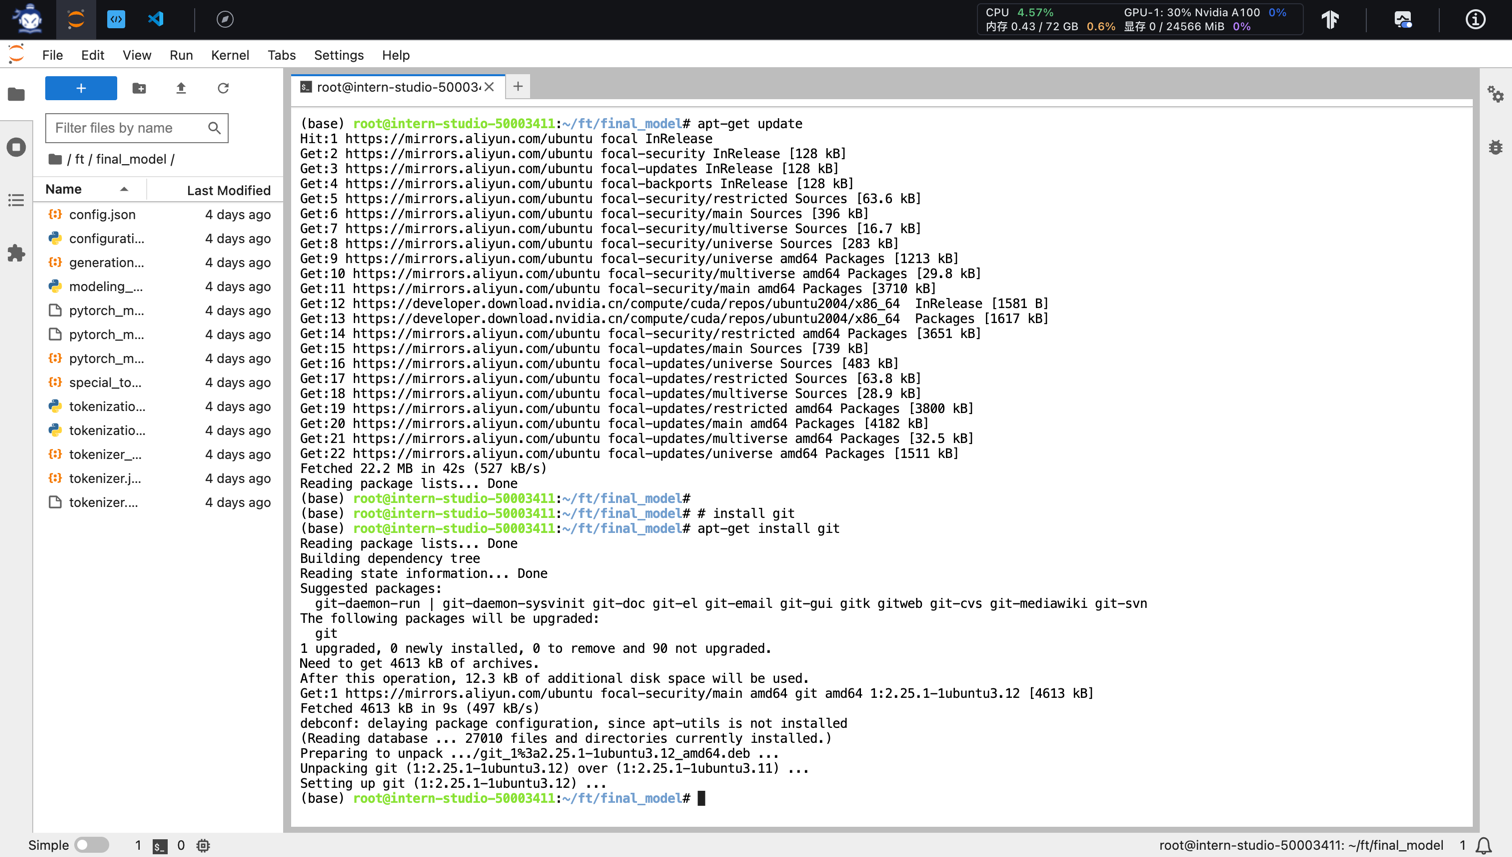 CPU 4.57% GPU-1: 30% Nvidia A100 0%
内存 0.43 / 72 GB 0.6% 显存 0 / 24566 MiB 0%
File Edit View Run Kernel Tabs Settings Help
+
root@intern-studio-50003
Filter files by name
/ ft / final_model /
Name Last Modified
config.json 4 days ago
configurati... 4 days ago
generation... 4 days ago
modeling_... 4 days ago
pytorch_m... 4 days ago
pytorch_m... 4 days ago
pytorch_m... 4 days ago
special_to... 4 days ago
tokenizatio... 4 days ago
tokenizatio... 4 days ago
tokenizer_... 4 days ago
tokenizer.j... 4 days ago
tokenizer.... 4 days ago
(base) root@intern-studio-50003411:~/ft/final_model# apt-get update
Hit:1 https://mirrors.aliyun.com/ubuntu focal InRelease
Get:2 https://mirrors.aliyun.com/ubuntu focal-security InRelease [128 kB]
Get:3 https://mirrors.aliyun.com/ubuntu focal-updates InRelease [128 kB]
Get:4 https://mirrors.aliyun.com/ubuntu focal-backports InRelease [128 kB]
Get:5 https://mirrors.aliyun.com/ubuntu focal-security/restricted Sources [63.6 kB]
Get:6 https://mirrors.aliyun.com/ubuntu focal-security/main Sources [396 kB]
Get:7 https://mirrors.aliyun.com/ubuntu focal-security/multiverse Sources [16.7 kB]
Get:8 https://mirrors.aliyun.com/ubuntu focal-security/universe Sources [283 kB]
Get:9 https://mirrors.aliyun.com/ubuntu focal-security/universe amd64 Packages [1213 kB]
Get:10 https://mirrors.aliyun.com/ubuntu focal-security/multiverse amd64 Packages [29.8 kB]
Get:11 https://mirrors.aliyun.com/ubuntu focal-security/main amd64 Packages [3710 kB]
Get:12 https://developer.download.nvidia.cn/compute/cuda/repos/ubuntu2004/x86_64  InRelease [1581 B]
Get:13 https://developer.download.nvidia.cn/compute/cuda/repos/ubuntu2004/x86_64  Packages [1617 kB]
Get:14 https://mirrors.aliyun.com/ubuntu focal-security/restricted amd64 Packages [3651 kB]
Get:15 https://mirrors.aliyun.com/ubuntu focal-updates/main Sources [739 kB]
Get:16 https://mirrors.aliyun.com/ubuntu focal-updates/universe Sources [483 kB]
Get:17 https://mirrors.aliyun.com/ubuntu focal-updates/restricted Sources [63.8 kB]
Get:18 https://mirrors.aliyun.com/ubuntu focal-updates/multiverse Sources [28.9 kB]
Get:19 https://mirrors.aliyun.com/ubuntu focal-updates/restricted amd64 Packages [3800 kB]
Get:20 https://mirrors.aliyun.com/ubuntu focal-updates/main amd64 Packages [4182 kB]
Get:21 https://mirrors.aliyun.com/ubuntu focal-updates/multiverse amd64 Packages [32.5 kB]
Get:22 https://mirrors.aliyun.com/ubuntu focal-updates/universe amd64 Packages [1511 kB]
Fetched 22.2 MB in 42s (527 kB/s)
Reading package lists... Done
(base) root@intern-studio-50003411:~/ft/final_model#
(base) root@intern-studio-50003411:~/ft/final_model# # install git
(base) root@intern-studio-50003411:~/ft/final_model# apt-get install git
Reading package lists... Done
Building dependency tree
Reading state information... Done
Suggested packages:
  git-daemon-run | git-daemon-sysvinit git-doc git-el git-email git-gui gitk gitweb git-cvs git-mediawiki git-svn
The following packages will be upgraded:
  git
1 upgraded, 0 newly installed, 0 to remove and 90 not upgraded.
Need to get 4613 kB of archives.
After this operation, 12.3 kB of additional disk space will be used.
Get:1 https://mirrors.aliyun.com/ubuntu focal-security/main amd64 git amd64 1:2.25.1-1ubuntu3.12 [4613 kB]
Fetched 4613 kB in 9s (497 kB/s)
debconf: delaying package configuration, since apt-utils is not installed
(Reading database ... 27010 files and directories currently installed.)
Preparing to unpack .../git_1%3a2.25.1-1ubuntu3.12_amd64.deb ...
Unpacking git (1:2.25.1-1ubuntu3.12) over (1:2.25.1-1ubuntu3.11) ...
Setting up git (1:2.25.1-1ubuntu3.12) ...
(base) root@intern-studio-50003411:~/ft/final_model#
Simple 1 0 root@intern-studio-50003411: ~/ft/final_model 1